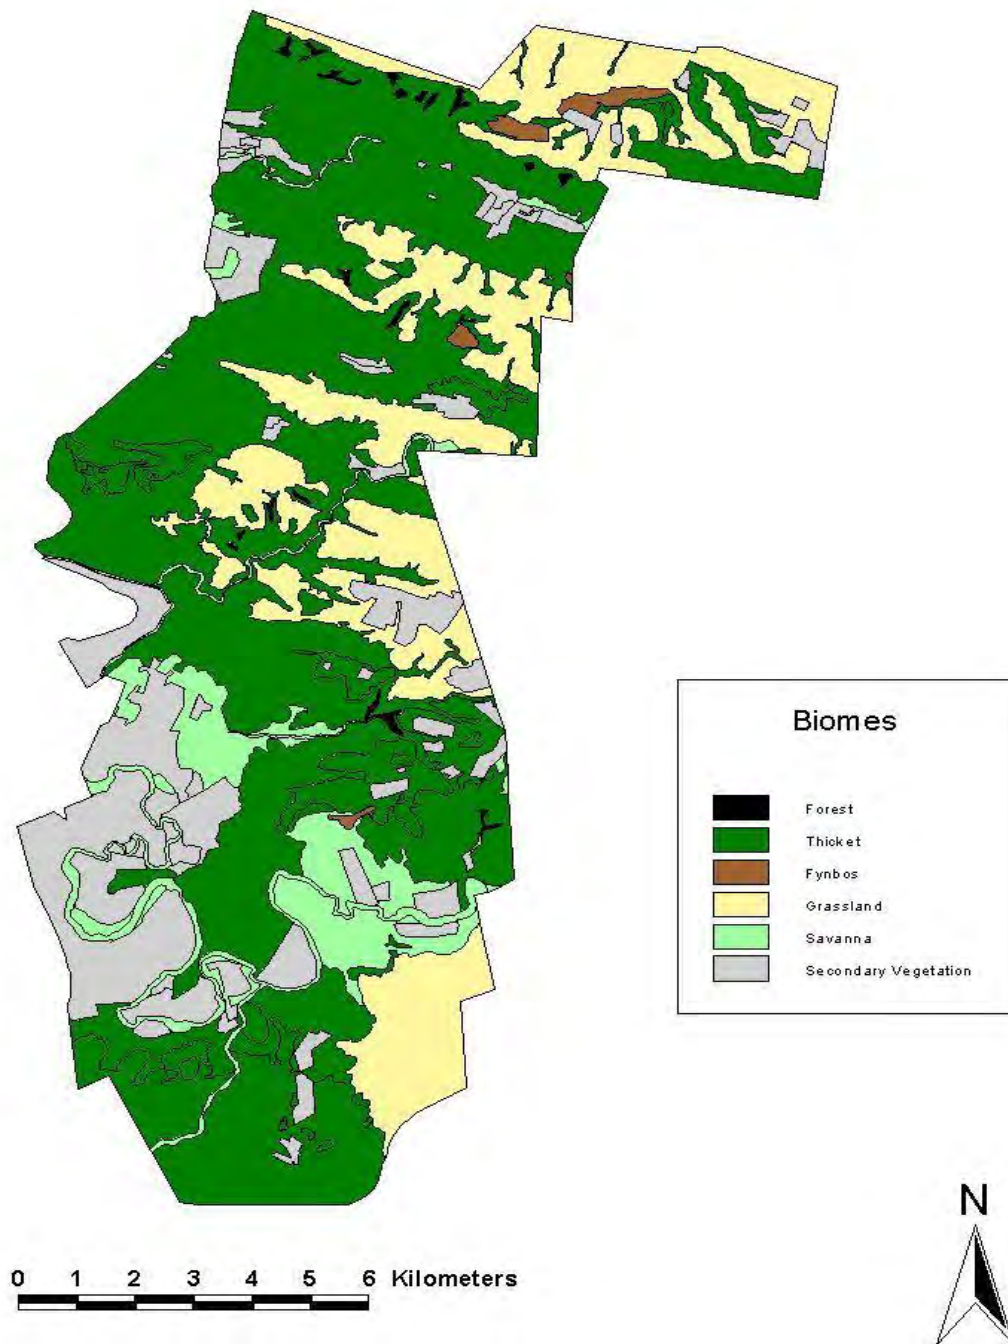 Biomes
Forest
Thicket
Fynbos
Grassland
Savanna
Secondary Vegetation
N
0 1 2 3 4 5 6 Kilometers